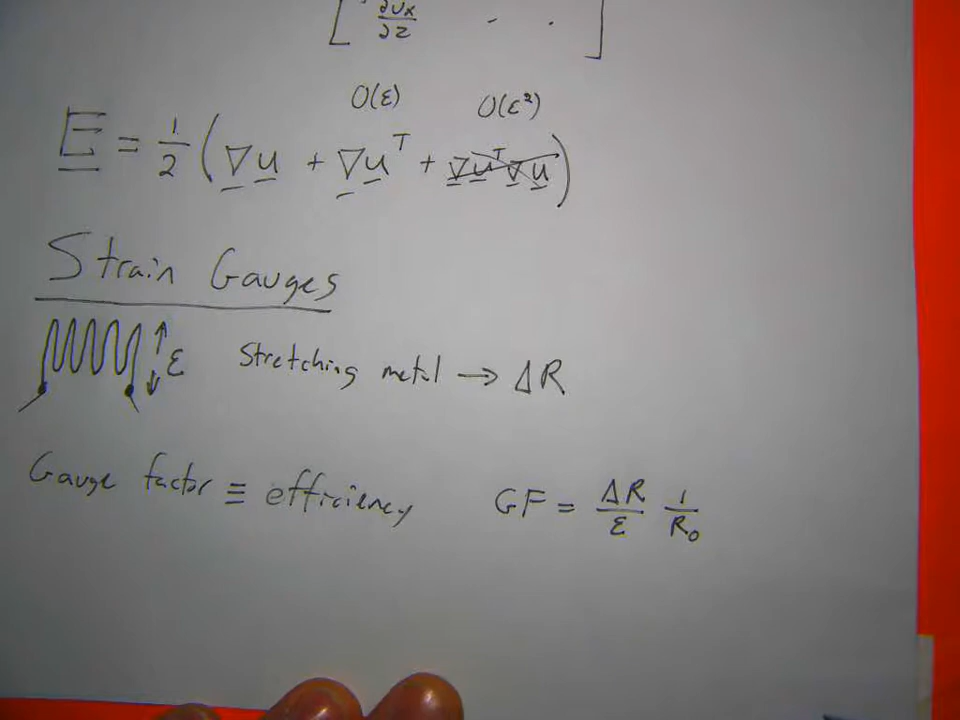 ∂Ux/∂z - .
O(ε) O(ε²)
E = 1/2 (∇u + ∇u^T + ∇u^T ∇u)
Strain Gauges
ε Stretching metal → ΔR
Gauge factor ≡ efficiency GF = ΔR/ε 1/R₀